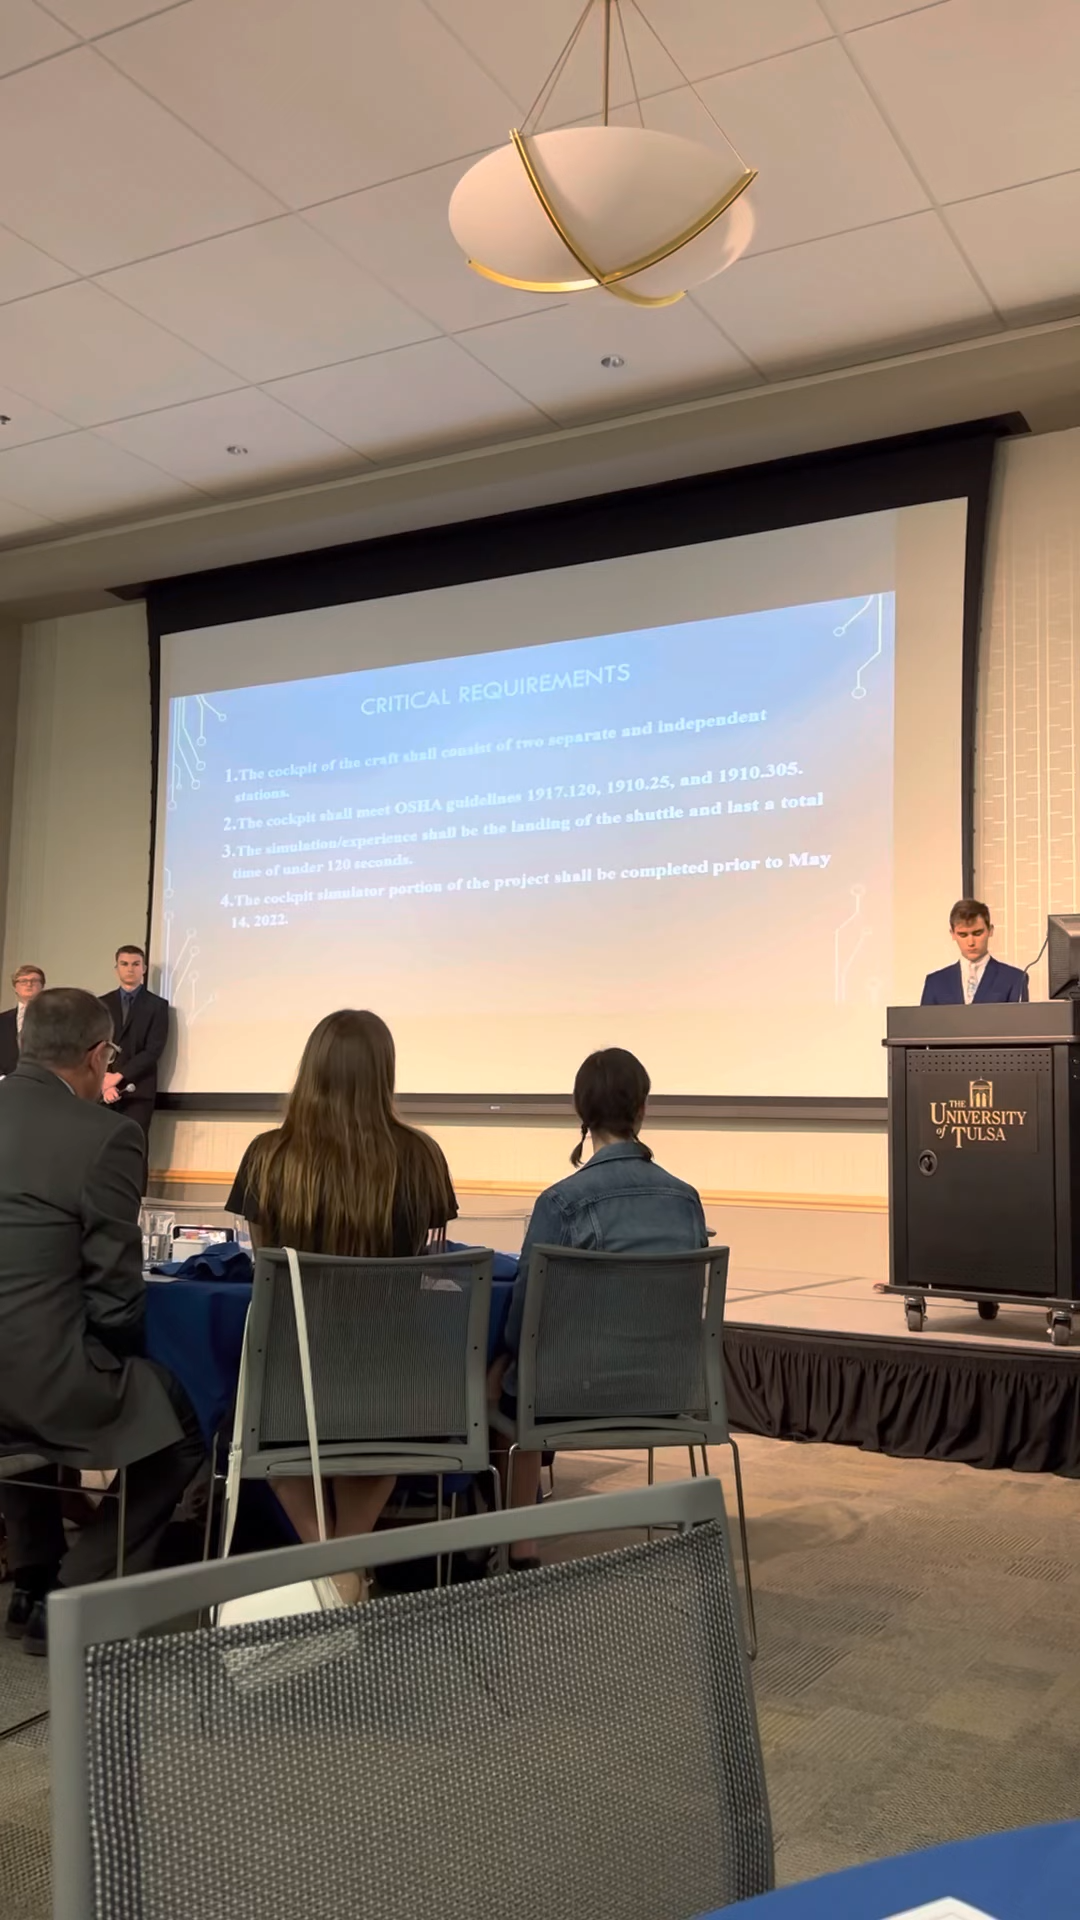 CRITICAL REQUIREMENTS
1.The cockpit of the craft shall consist of two separate and independent
stations.
2.The cockpit shall meet OSHA guidelines 1917.120, 1910.25, and 1910.305.
3.The simulation/experience shall be the landing of the shuttle and last a total
time of under 120 seconds.
4.The cockpit simulator portion of the project shall be completed prior to May
14, 2022.
THE
UNIVERSITY
of TULSA